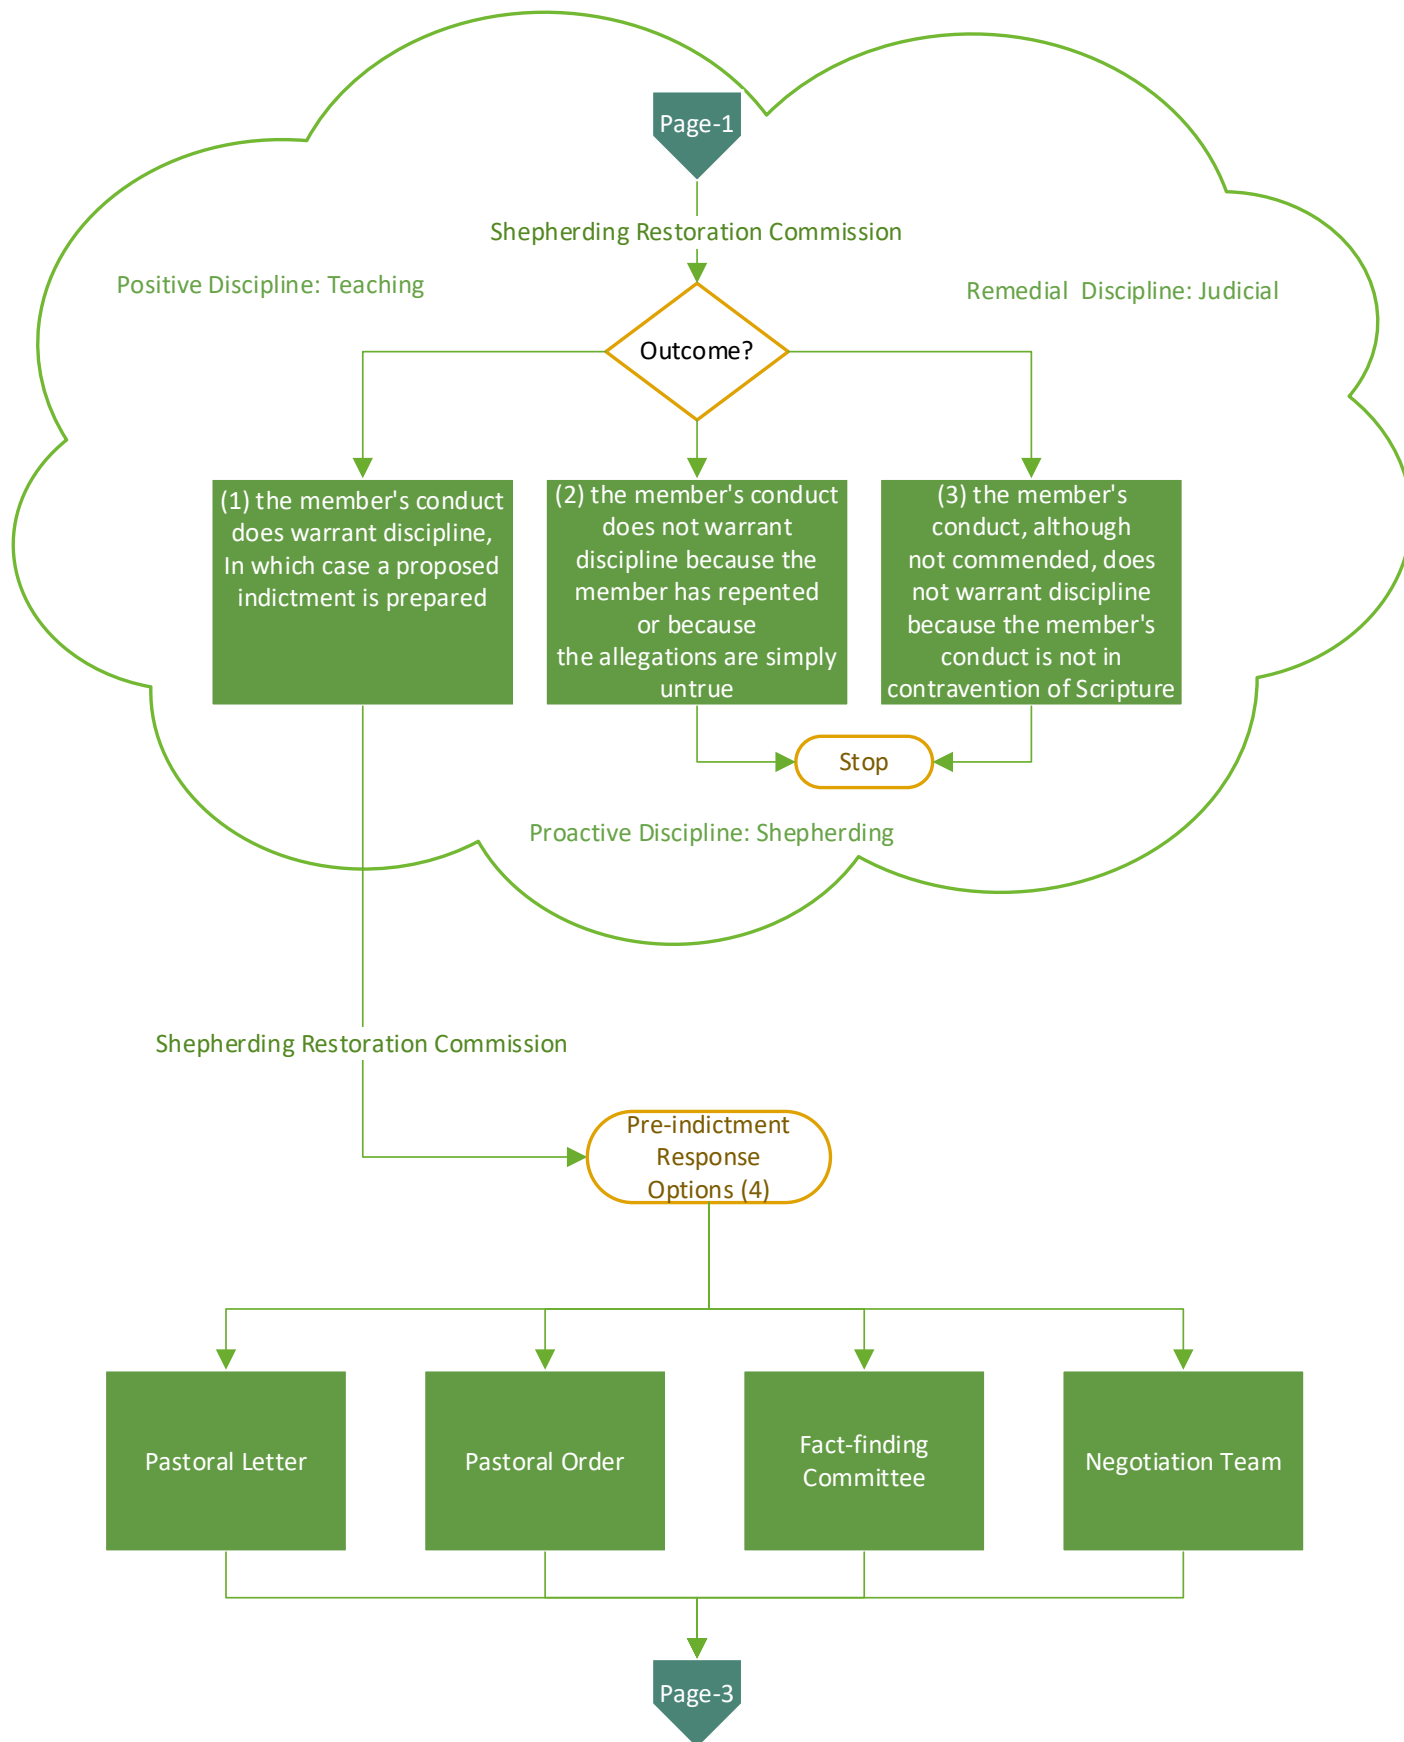 Page-1
Shepherding Restoration Commission
Positive Discipline: Teaching
Remedial  Discipline: Judicial
Outcome?
(1) the member's conduct
does warrant discipline,
In which case a proposed
indictment is prepared
(2) the member's conduct
does not warrant
discipline because the
member has repented
or because
the allegations are simply
untrue
(3) the member's
conduct, although
not commended, does
not warrant discipline
because the member's
conduct is not in
contravention of Scripture
Stop
Proactive Discipline: Shepherding
Shepherding Restoration Commission
Pre-indictment
Response
Options (4)
Pastoral Letter
Pastoral Order
Fact-finding
Committee
Negotiation Team
Page-3